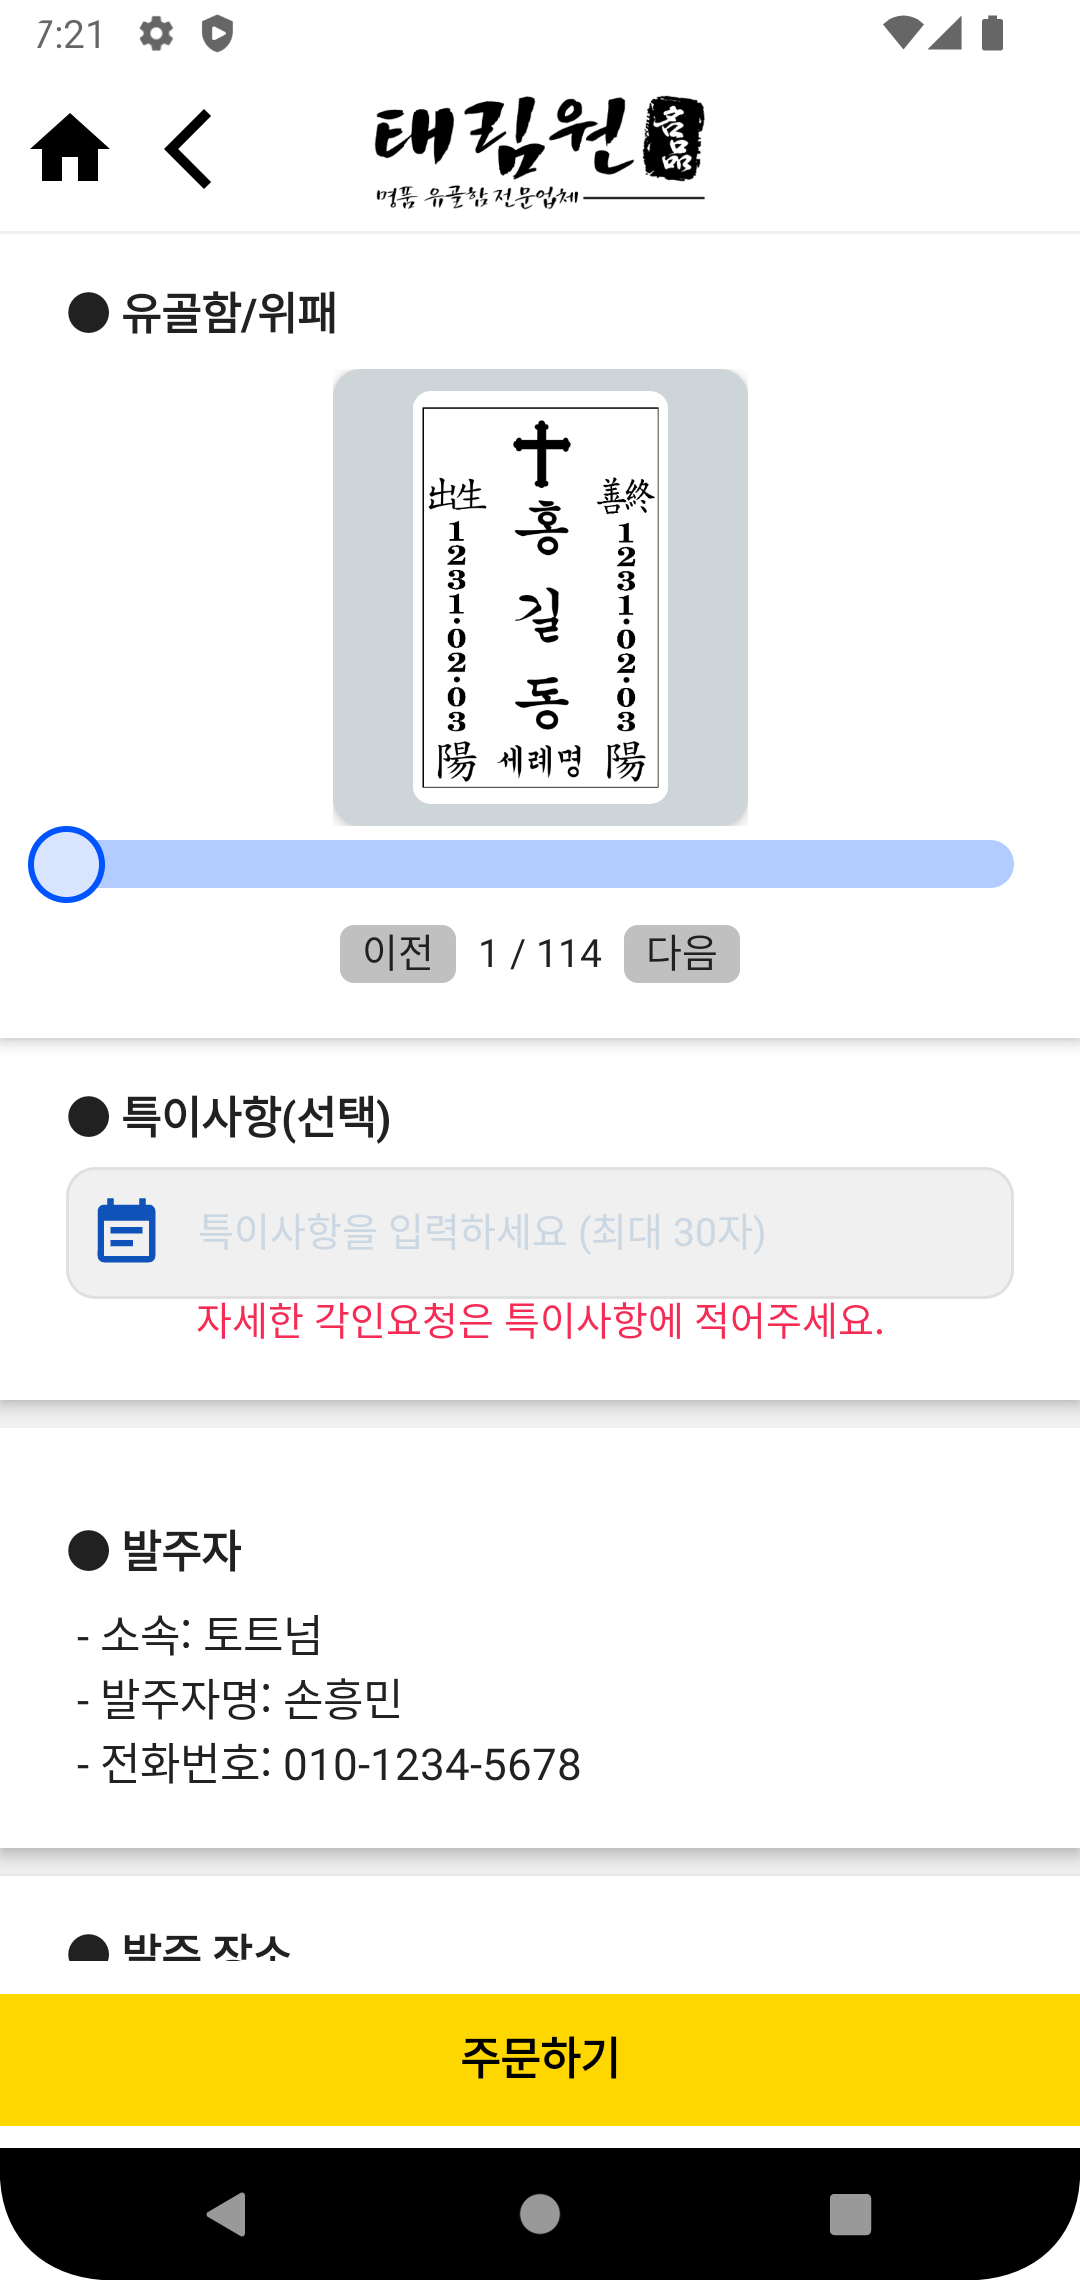 7:21
태림원 名品
명품 유골함 전문업체
● 유골함/위패
出生 善終
홍길동
1231·02·03 1231·02·03
陽 세례명 陽
이전 1 / 114 다음
● 특이사항(선택)
특이사항을 입력하세요 (최대 30자)
자세한 각인요청은 특이사항에 적어주세요.
● 발주자
- 소속: 토트넘
- 발주자명: 손흥민
- 전화번호: 010-1234-5678
● 발주 장소
주문하기